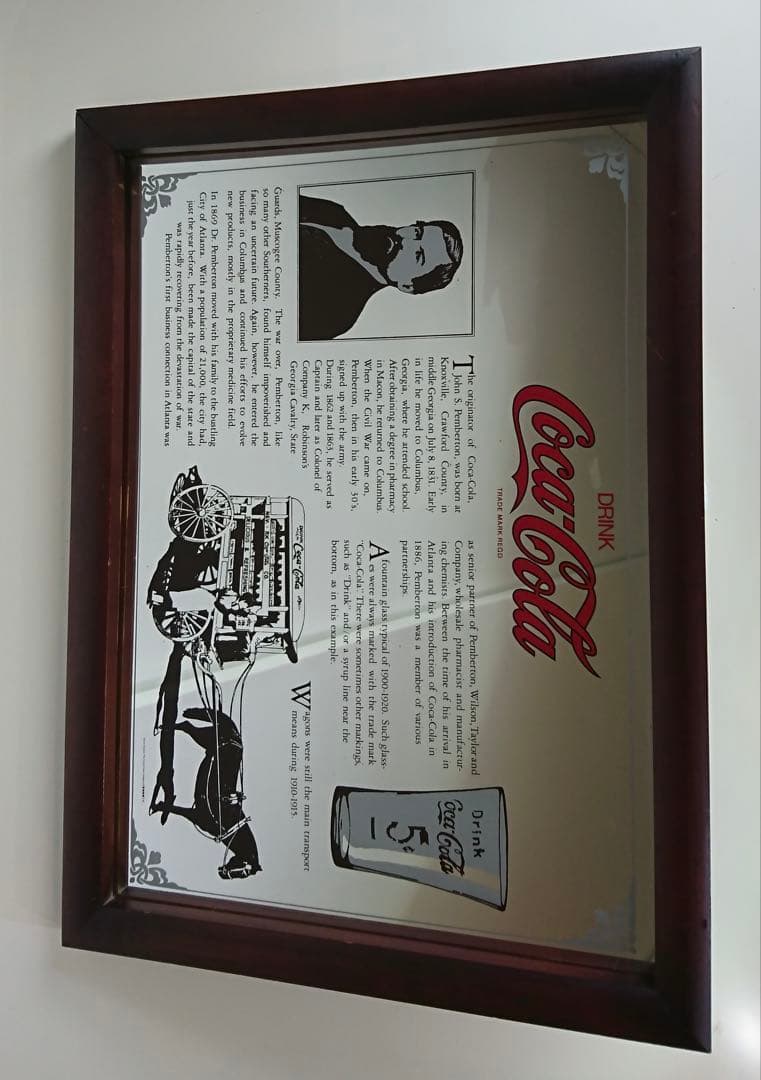 DRINK
Coca-Cola
TRADE MARK REGD
The originator of Coca-Cola,
John S. Pemberton, was born at
Knoxville, Crawford County, in
middle Georgia on July 8, 1831. Early
in life he moved to Columbus,
Georgia, where he attended school.
After obtaining a degree in pharmacy
in Macon, he returned to Columbus.
When the Civil War came on,
Pemberton, then in his early 30's,
signed up with the army.
During 1862 and 1863, he served as
Captain and later as Colonel of
Company K, Robinson's
Georgia Cavalry, State
Guards, Muscogee County. The war over, Pemberton, like
so many other Southerners, found himself impoverished and
facing an uncertain future. Again, however, he entered the
business in Columbus and continued his efforts to evolve
new products, mostly in the proprietary medicine field.
In 1869 Dr. Pemberton moved with his family to the bustling
City of Atlanta. With a population of 21,000, the city had,
just the year before, been made the capital of the state and
was rapidly recovering from the devastation of war.
Pemberton's first business connection in Atlanta was
as senior partner of Pemberton, Wilson, Taylor and
Company, wholesale pharmacist and manufactur-
ing chemists. Between the time of his arrival in
Atlanta and his introduction of Coca-Cola in
1886, Pemberton was a member of various
partnerships.
A fountain glass typical of 1900-1920. Such glass-
es were always marked with the trade mark
"Coca-Cola." There were sometimes other markings,
such as "Drink" and/or a syrup line near the
bottom, as in this example.
Drink
Coca-Cola
5¢
Wagons were still the main transport
means during 1910-1915.
Coca-Cola